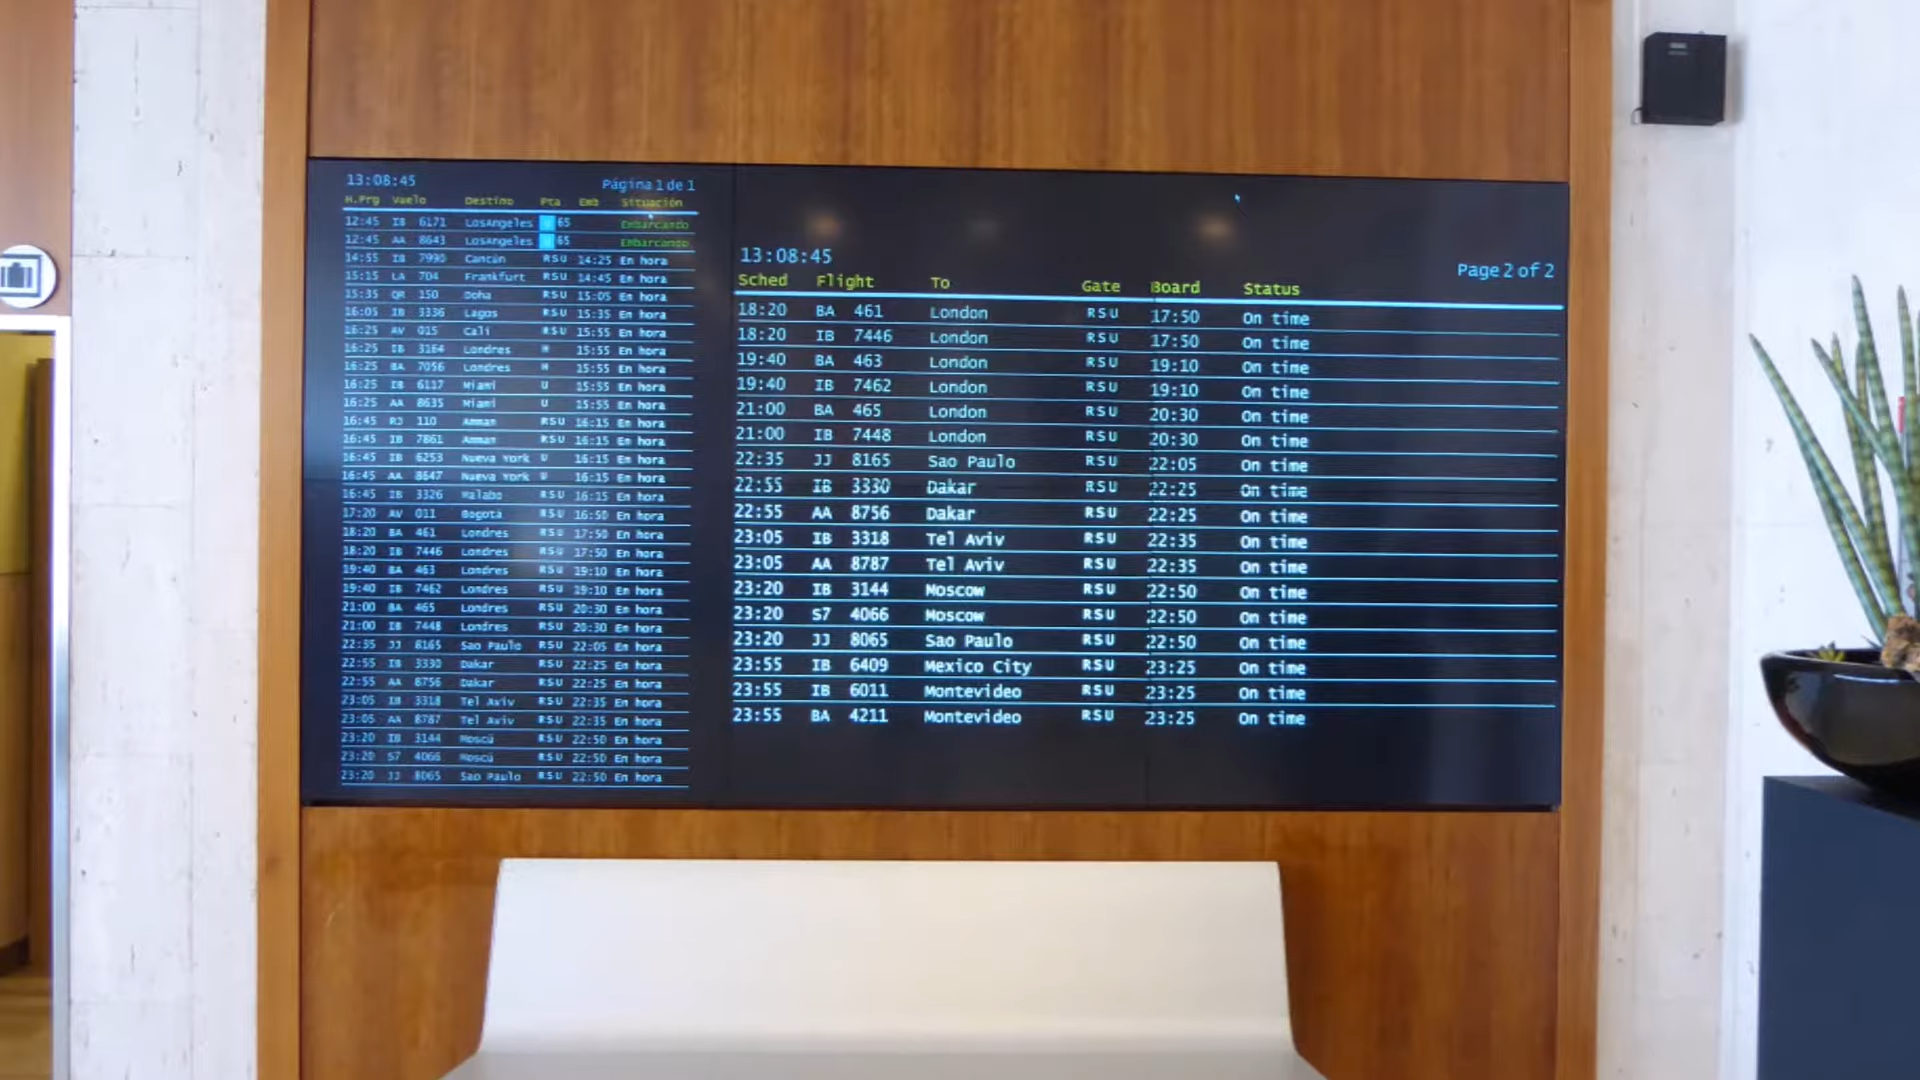 13:08:45 Página 1 de 1
H.Prg Vuelo Destino Pta Emb Situación
12:45 IB 6171 LosAngeles U 65 Embarcando
12:45 AA 8643 LosAngeles U 65 Embarcando
14:55 IB 7990 Cancún RSU 14:25 En hora
15:15 LA 704 Frankfurt RSU 14:45 En hora
15:35 QR 150 Doha RSU 15:05 En hora
16:05 IB 3336 Lagos RSU 15:35 En hora
16:25 AV 015 Cali RSU 15:55 En hora
16:25 IB 3164 Londres 15:55 En hora
16:25 BA 7056 Londres 15:55 En hora
16:25 IB 6117 Miami U 15:55 En hora
16:25 AA 8635 Miami U 15:55 En hora
16:45 RJ 110 Amman RSU 16:15 En hora
16:45 IB 7861 Amman RSU 16:15 En hora
16:45 IB 6253 Nueva York U 16:15 En hora
16:45 AA 8647 Nueva York U 16:15 En hora
16:45 IB 3326 Malabo RSU 16:15 En hora
17:20 AV 011 Bogotá RSU 16:50 En hora
18:20 BA 461 Londres RSU 17:50 En hora
18:20 IB 7446 Londres RSU 17:50 En hora
19:40 BA 463 Londres RSU 19:10 En hora
19:40 IB 7462 Londres RSU 19:10 En hora
21:00 BA 465 Londres RSU 20:30 En hora
21:00 IB 7448 Londres RSU 20:30 En hora
22:35 JJ 8165 Sao Paulo RSU 22:05 En hora
22:55 IB 3330 Dakar RSU 22:25 En hora
22:55 AA 8756 Dakar RSU 22:25 En hora
23:05 IB 3318 Tel Aviv RSU 22:35 En hora
23:05 AA 8787 Tel Aviv RSU 22:35 En hora
23:20 IB 3144 Moscú RSU 22:50 En hora
23:20 S7 4066 Moscú RSU 22:50 En hora
23:20 JJ 8065 Sao Paulo RSU 22:50 En hora
13:08:45 Page 2 of 2
Sched Flight To Gate Board Status
18:20 BA 461 London RSU 17:50 On time
18:20 IB 7446 London RSU 17:50 On time
19:40 BA 463 London RSU 19:10 On time
19:40 IB 7462 London RSU 19:10 On time
21:00 BA 465 London RSU 20:30 On time
21:00 IB 7448 London RSU 20:30 On time
22:35 JJ 8165 Sao Paulo RSU 22:05 On time
22:55 IB 3330 Dakar RSU 22:25 On time
22:55 AA 8756 Dakar RSU 22:25 On time
23:05 IB 3318 Tel Aviv RSU 22:35 On time
23:05 AA 8787 Tel Aviv RSU 22:35 On time
23:20 IB 3144 Moscow RSU 22:50 On time
23:20 S7 4066 Moscow RSU 22:50 On time
23:20 JJ 8065 Sao Paulo RSU 22:50 On time
23:55 IB 6409 Mexico City RSU 23:25 On time
23:55 IB 6011 Montevideo RSU 23:25 On time
23:55 BA 4211 Montevideo RSU 23:25 On time